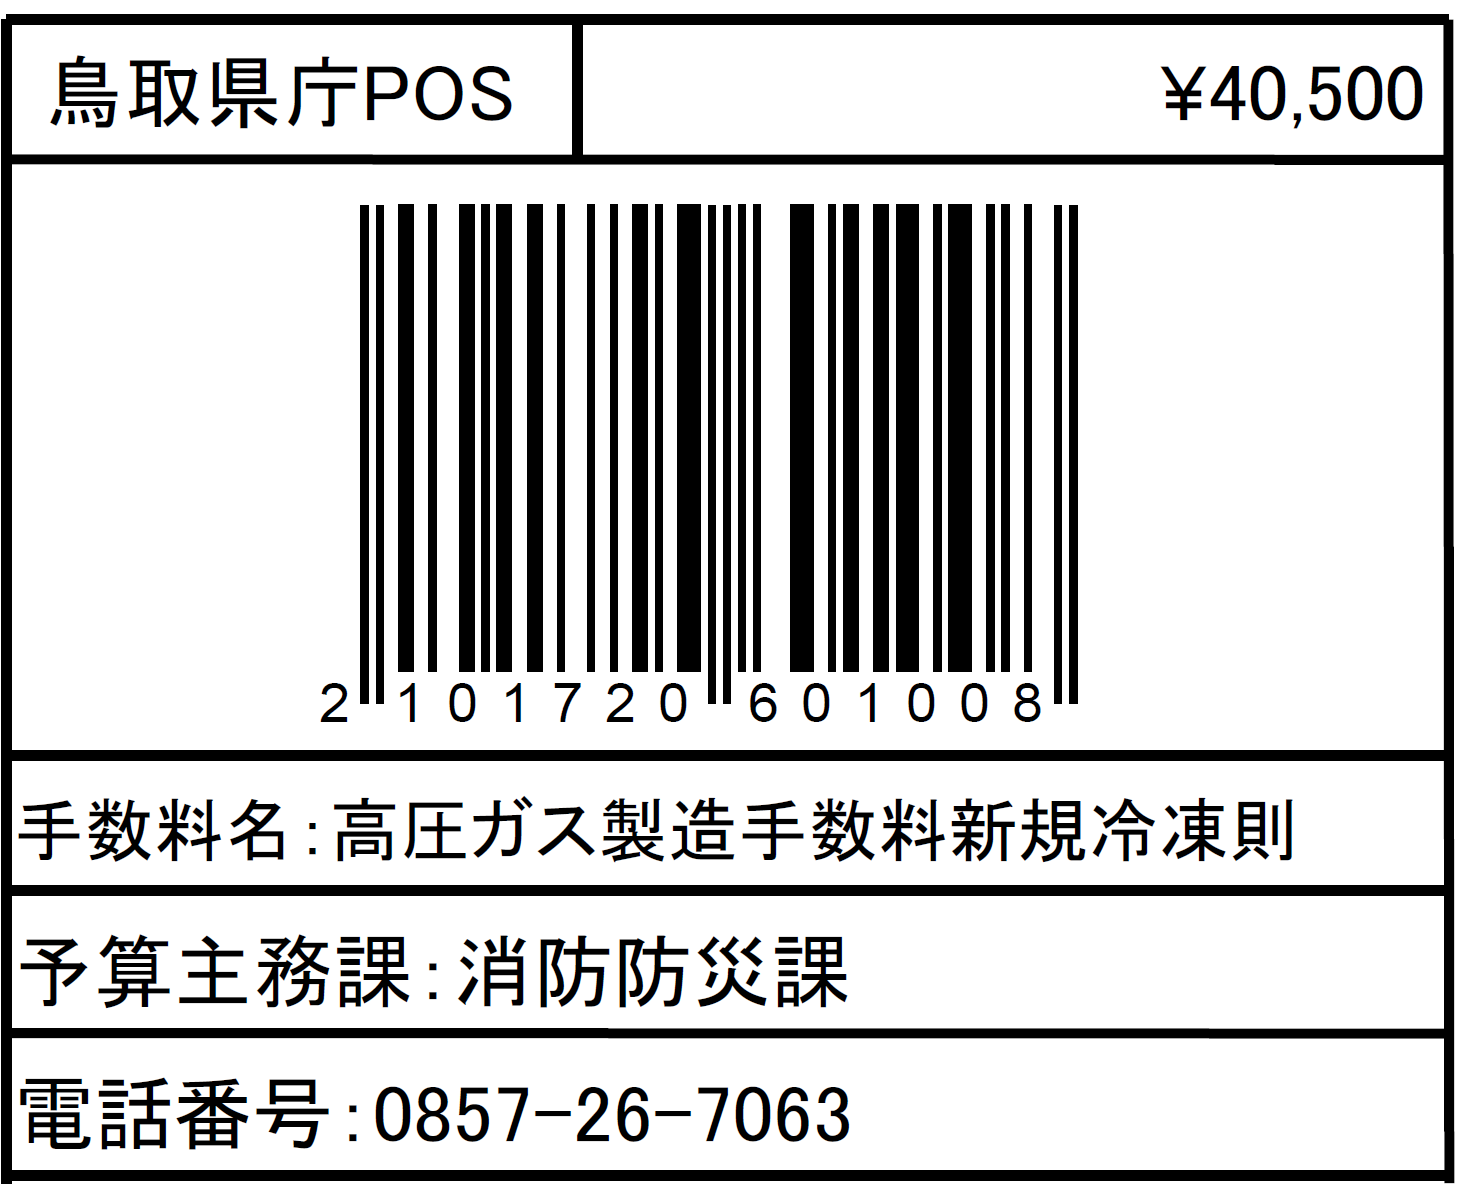 鳥取県庁POS
¥40,500
2 101720 601008
手数料名:高圧ガス製造手数料新規冷凍則
予算主務課:消防防災課
電話番号:0857-26-7063